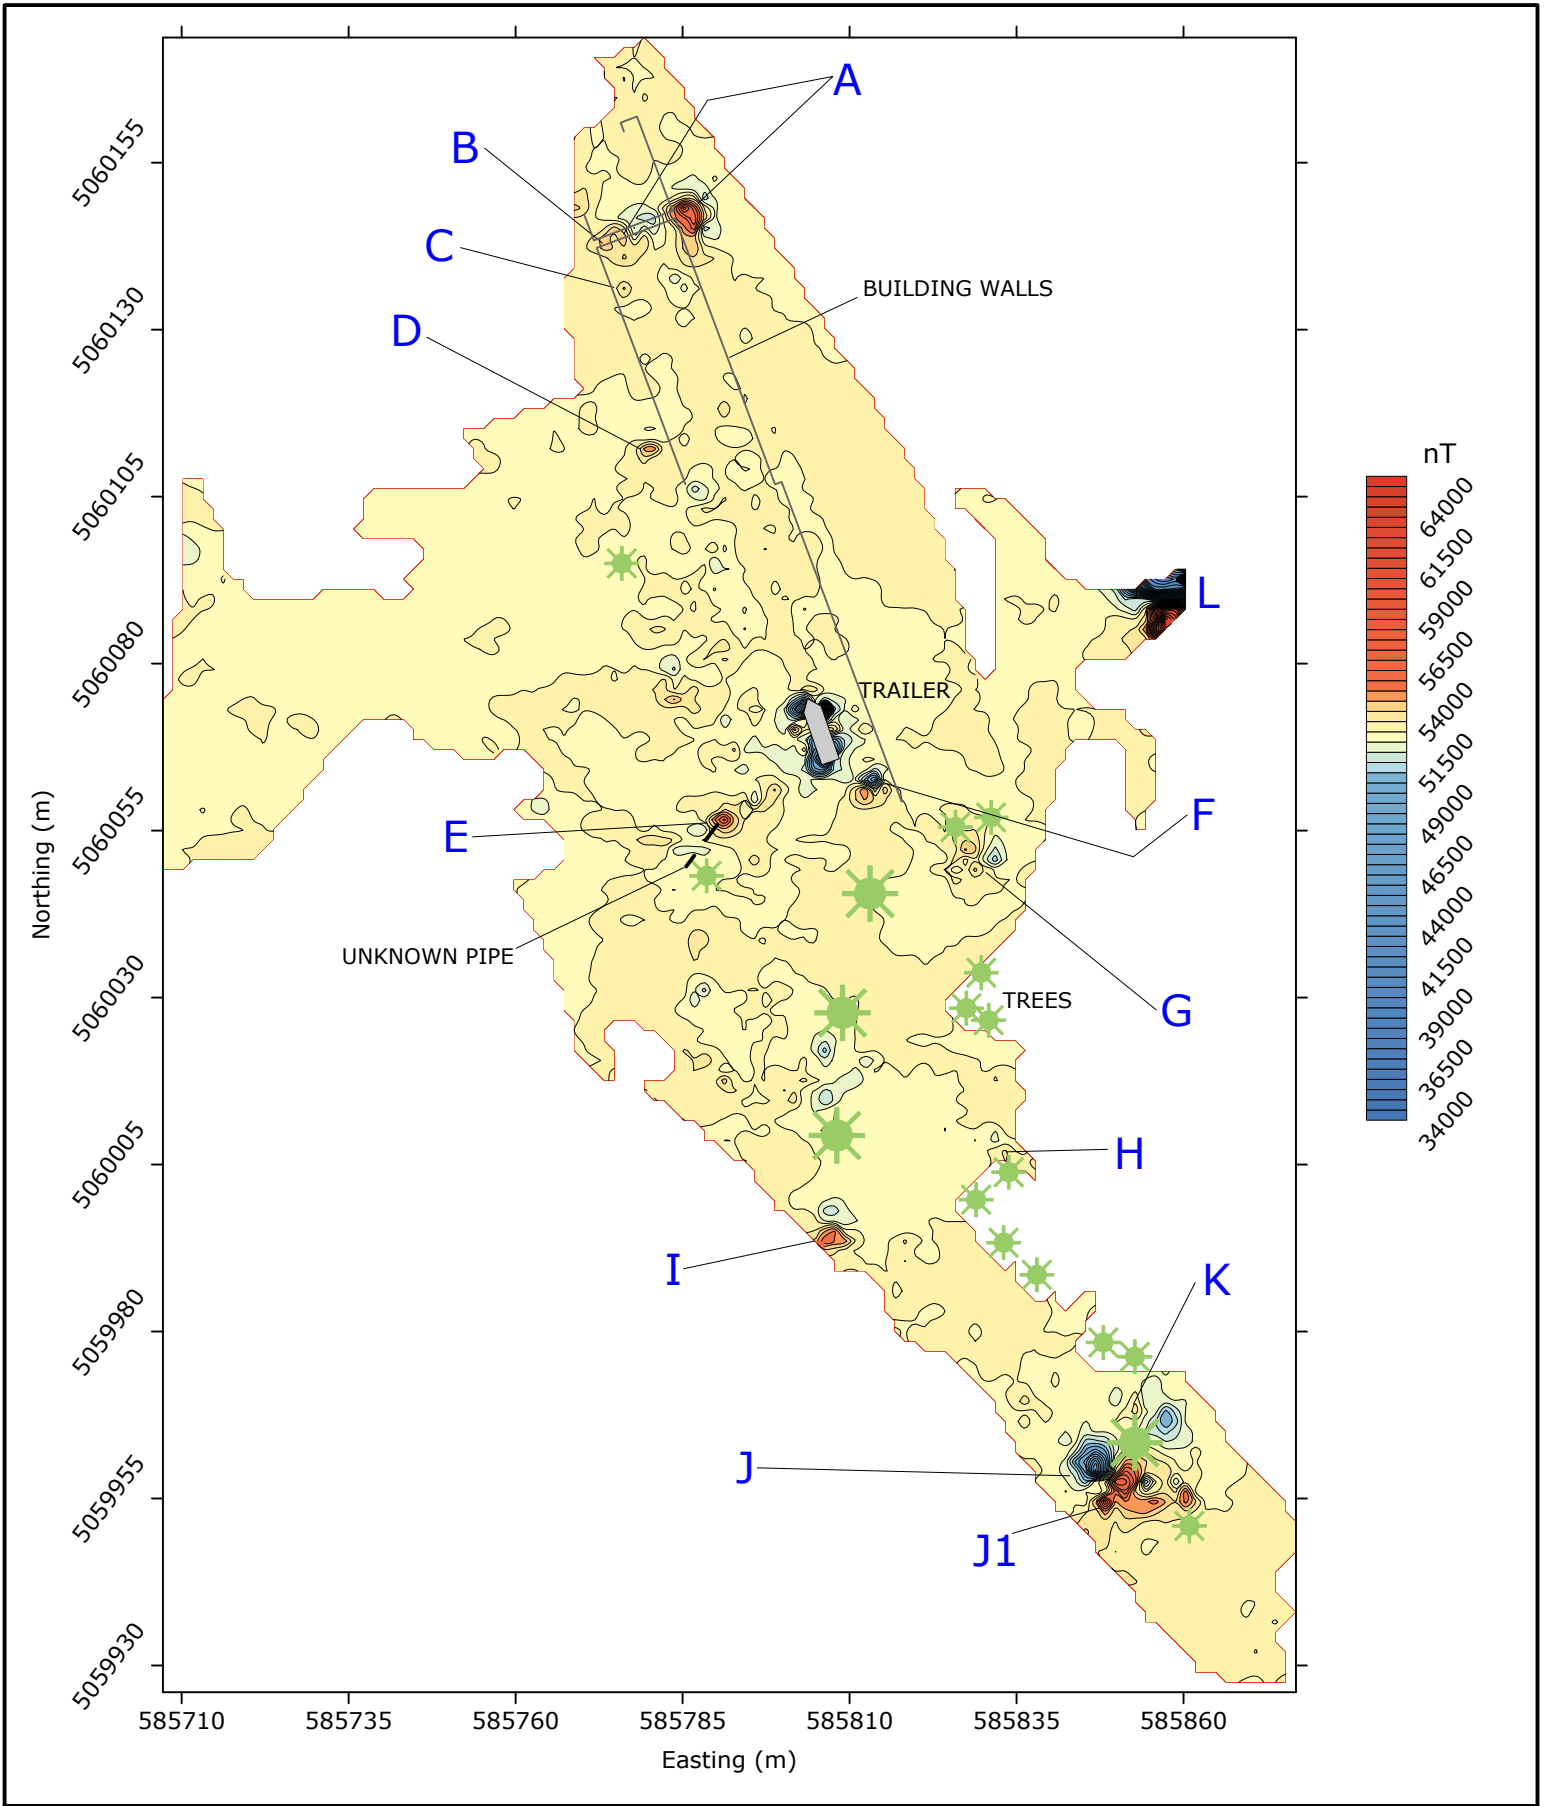 A
B
5060155
C
BUILDING WALLS
D
5060130
nT
5060105
64000
61500
L
59000
5060080
56500
TRAILER
54000
51500
F
5060055
49000
E
46500
Northing (m)
44000
UNKNOWN PIPE
41500
5060030
TREES
G
39000
36500
34000
5060005
H
I
K
5059980
J
5059955
J1
5059930
585710
585735
585760
585785
585810
585835
585860
Easting (m)